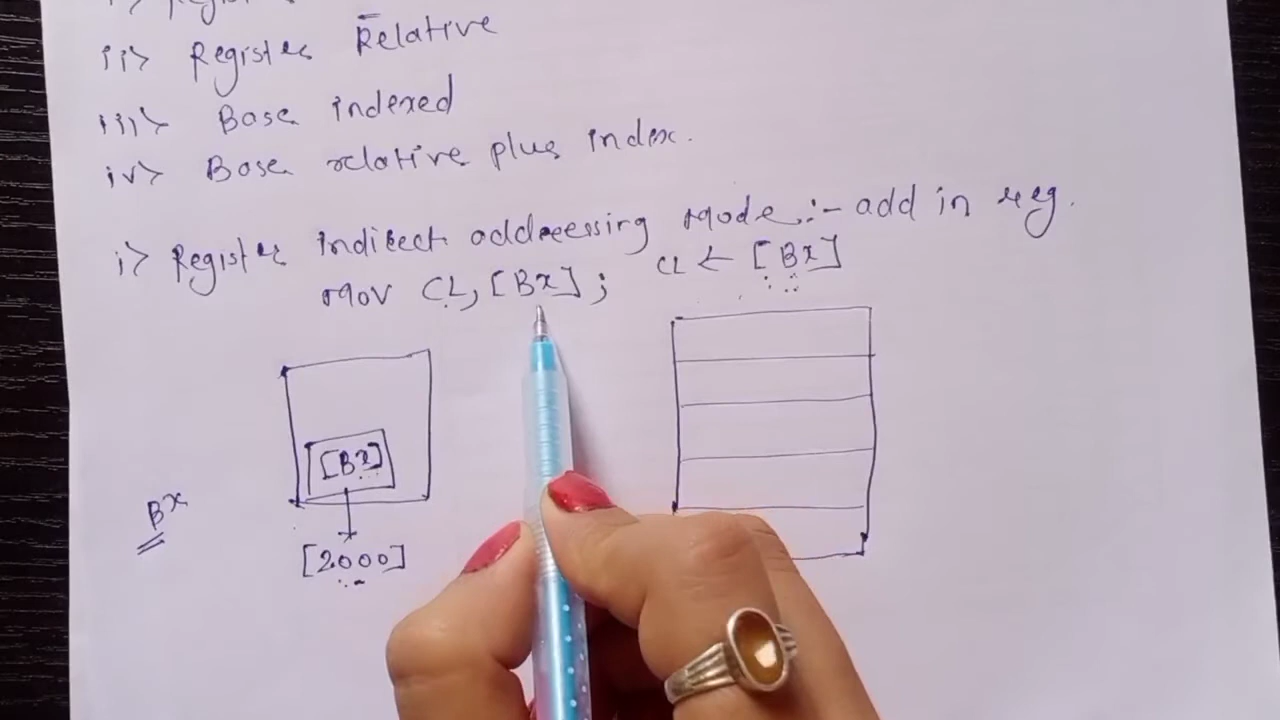 ii> Register Relative
iii> Base indexed
iv> Base relative plus index.
i> Register indirect addressing mode :- add in reg.
mov CL, [Bx] ; CL ← [Bx]
[Bx]
Bx
[2000]